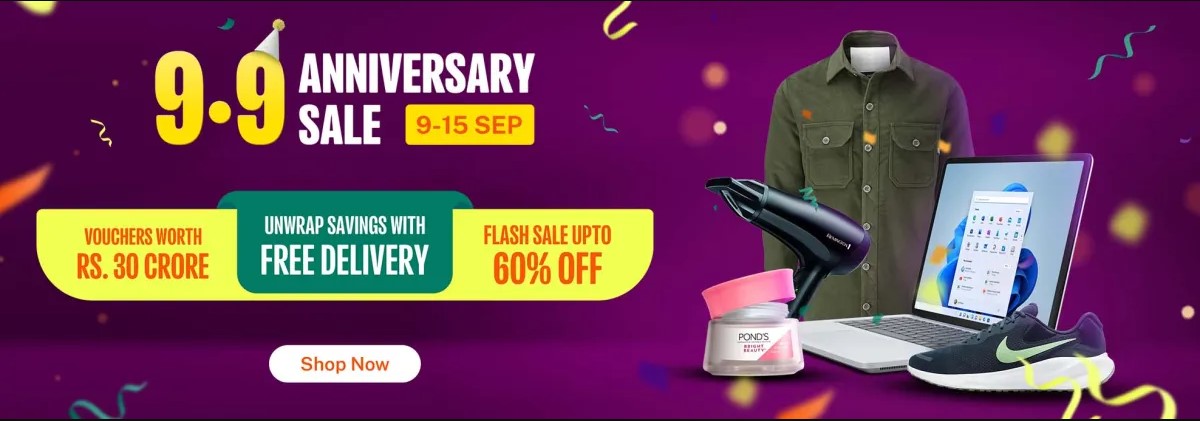 9.9 ANNIVERSARY
SALE 9-15 SEP
VOUCHERS WORTH
RS. 30 CRORE
UNWRAP SAVINGS WITH
FREE DELIVERY
FLASH SALE UPTO
60% OFF
Shop Now
REMINGTON
POND'S
BRIGHT
BEAUTY